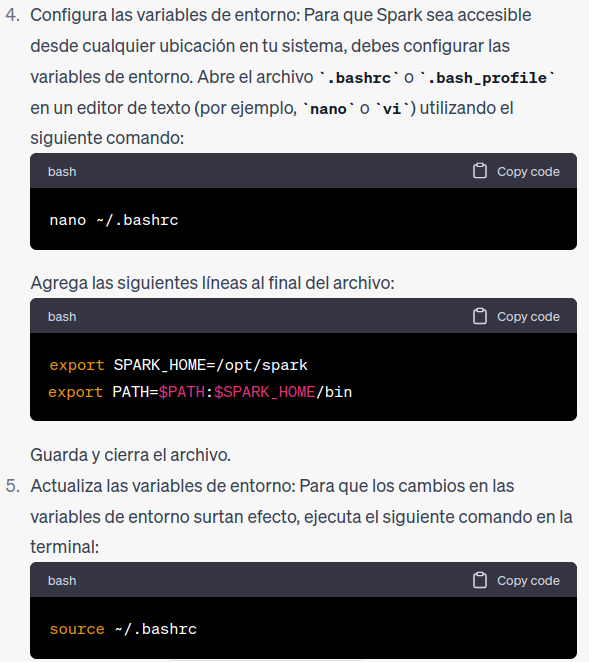 4. Configura las variables de entorno: Para que Spark sea accesible
desde cualquier ubicación en tu sistema, debes configurar las
variables de entorno. Abre el archivo `.bashrc` o `.bash_profile`
en un editor de texto (por ejemplo, `nano` o `vi`) utilizando el
siguiente comando:
bash Copy code
nano ~/.bashrc
Agrega las siguientes líneas al final del archivo:
bash Copy code
export SPARK_HOME=/opt/spark
export PATH=$PATH:$SPARK_HOME/bin
Guarda y cierra el archivo.
5. Actualiza las variables de entorno: Para que los cambios en las
variables de entorno surtan efecto, ejecuta el siguiente comando en la
terminal:
bash Copy code
source ~/.bashrc